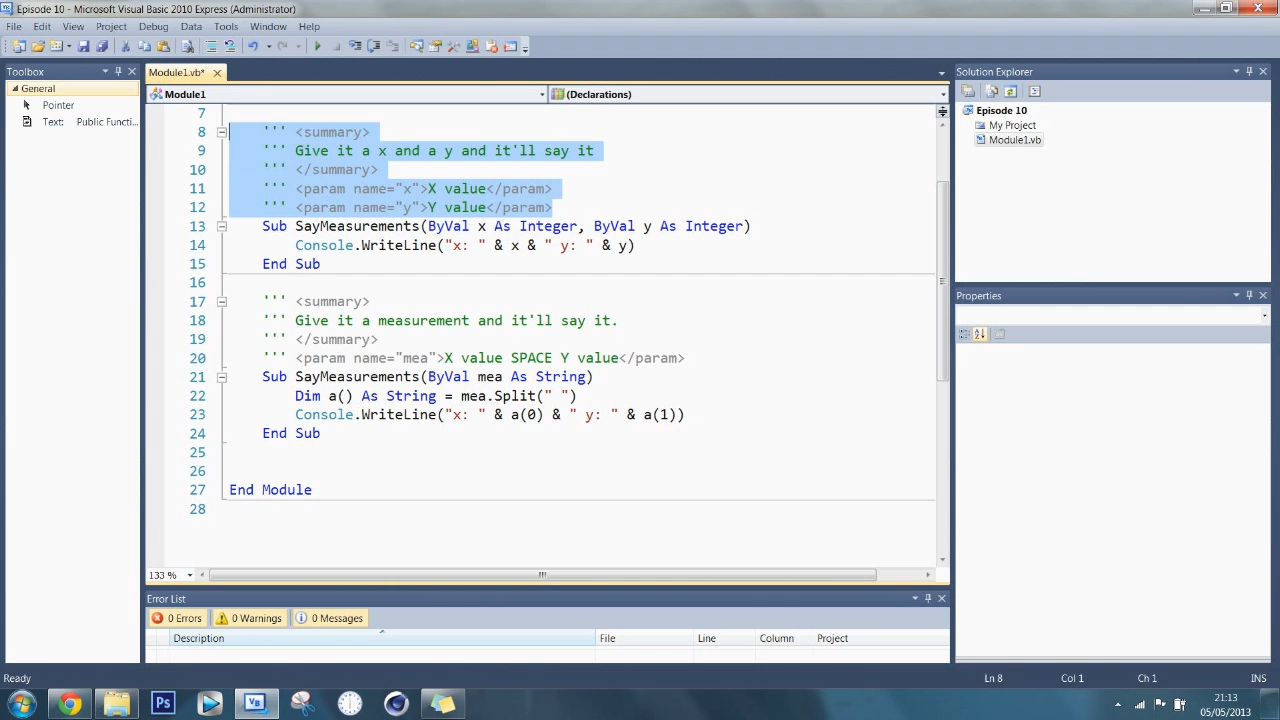 Episode 10 - Microsoft Visual Basic 2010 Express (Administrator)
File Edit View Project Debug Data Tools Window Help
Toolbox
General
Pointer
Text: Public Functi...
Module1.vb*
Module1
(Declarations)
7
8 ''' <summary>
9 ''' Give it a x and a y and it'll say it
10 ''' </summary>
11 ''' <param name="x">X value</param>
12 ''' <param name="y">Y value</param>
13 Sub SayMeasurements(ByVal x As Integer, ByVal y As Integer)
14 Console.WriteLine("x: " & x & " y: " & y)
15 End Sub
16
17 ''' <summary>
18 ''' Give it a measurement and it'll say it.
19 ''' </summary>
20 ''' <param name="mea">X value SPACE Y value</param>
21 Sub SayMeasurements(ByVal mea As String)
22 Dim a() As String = mea.Split(" ")
23 Console.WriteLine("x: " & a(0) & " y: " & a(1))
24 End Sub
25
26
27 End Module
28
133 %
Solution Explorer
Episode 10
My Project
Module1.vb
Properties
Error List
0 Errors 0 Warnings 0 Messages
Description File Line Column Project
Ready Ln 8 Col 1 Ch 1 INS
Ps
VB
21:13
05/05/2013